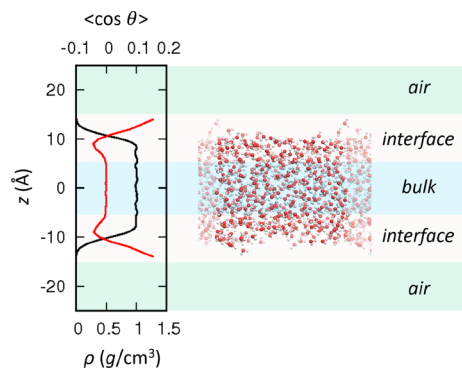 <cos θ>
-0.1 0 0.1 0.2
air
20
interface
10
z (Å)
0
bulk
-10
interface
-20
air
0 0.5 1 1.5
ρ (g/cm³)